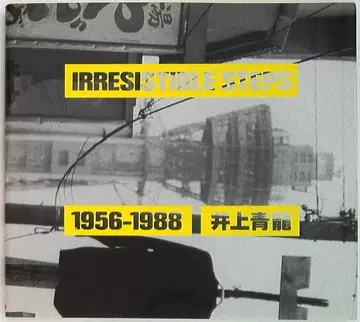 IRRESISTIBLE STEPS
1956-1988 井上青龍